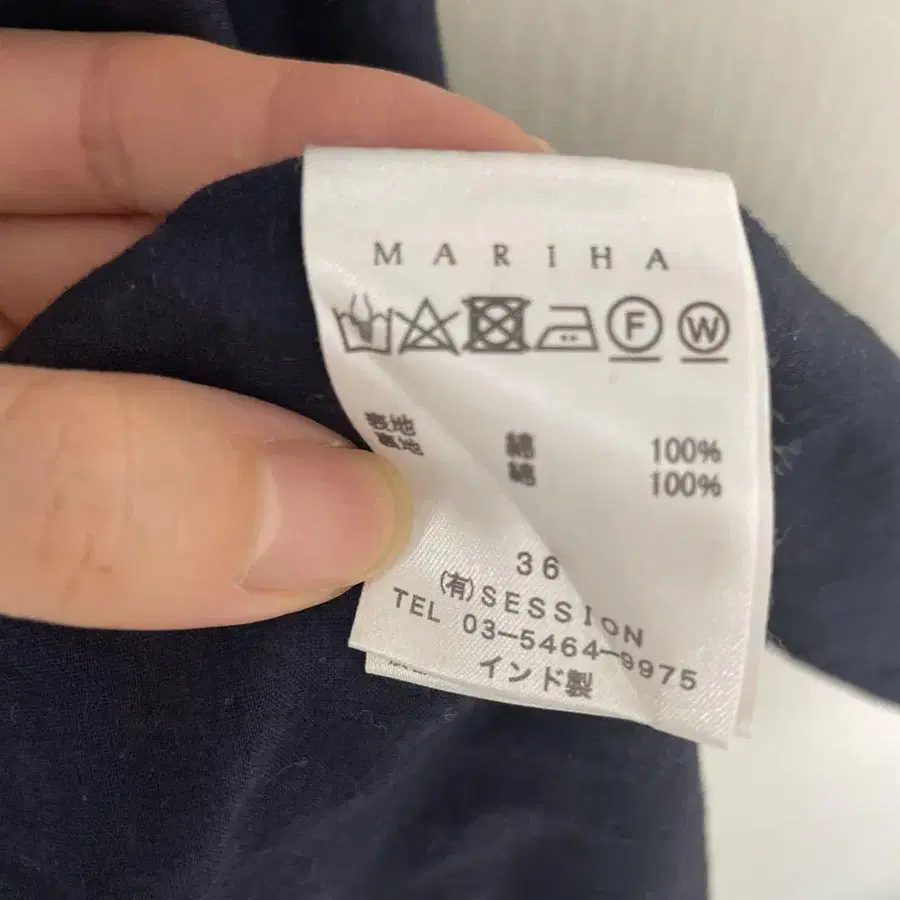 MARIHA
F W
表地 綿 100%
裏地 綿 100%
36
(有)SESSION
TEL 03-5464-9975
インド製